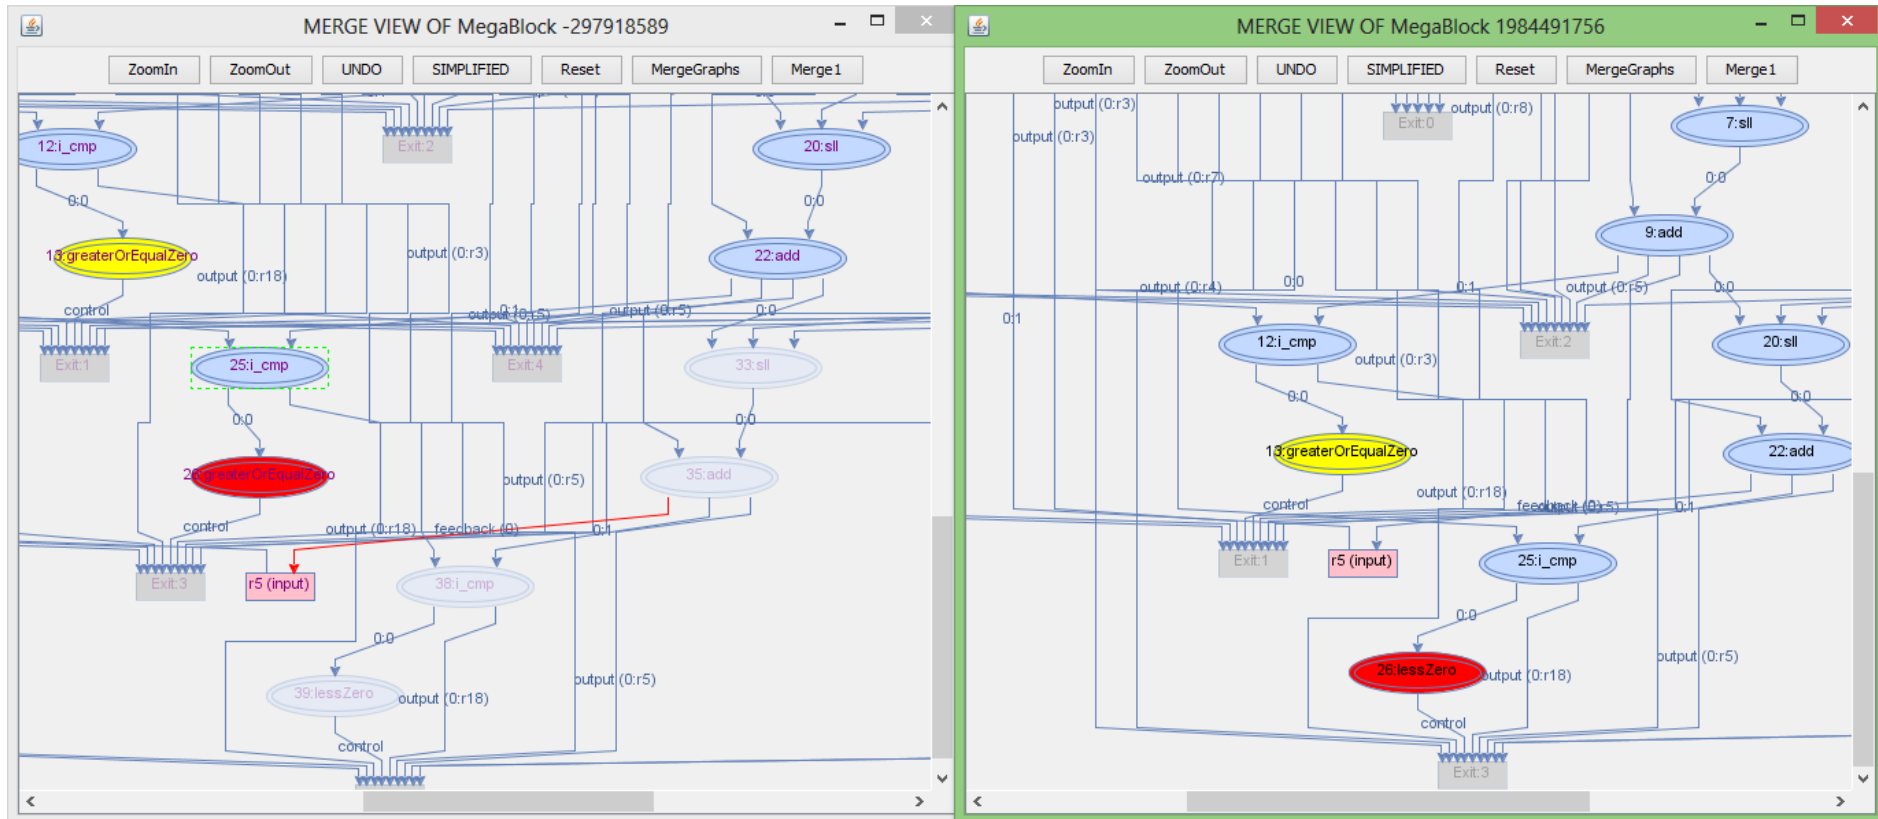 MERGE VIEW OF MegaBlock -297918589
ZoomIn ZoomOut UNDO SIMPLIFIED Reset MergeGraphs Merge1
12:i_cmp
Exit:2
20:sll
0:0
0:0
13:greaterOrEqualZero
output (0:r3)
22:add
output (0:r18)
control
0:1
output (0:r5)
output (0:r5)
0:0
Exit:1
25:i_cmp
Exit:4
33:sll
0:0
0:0
26:greaterOrEqualZero
output (0:r5)
35:add
control
output (0:r18)
feedback (0)
0:1
Exit:3
r5 (input)
38:i_cmp
0:0
39:lessZero
output (0:r18)
output (0:r5)
control
MERGE VIEW OF MegaBlock 1984491756
ZoomIn ZoomOut UNDO SIMPLIFIED Reset MergeGraphs Merge1
output (0:r3)
output (0:r8)
Exit:0
7:sll
output (0:r3)
output (0:r7)
0:0
9:add
output (0:r4)
0:0
0:1
output (0:r5)
0:0
0:1
12:i_cmp
Exit:2
20:sll
output (0:r3)
0:0
0:0
13:greaterOrEqualZero
22:add
output (0:r18)
control
0:1
Exit:1
r5 (input)
25:i_cmp
0:0
26:lessZero
output (0:r18)
output (0:r5)
control
Exit:3